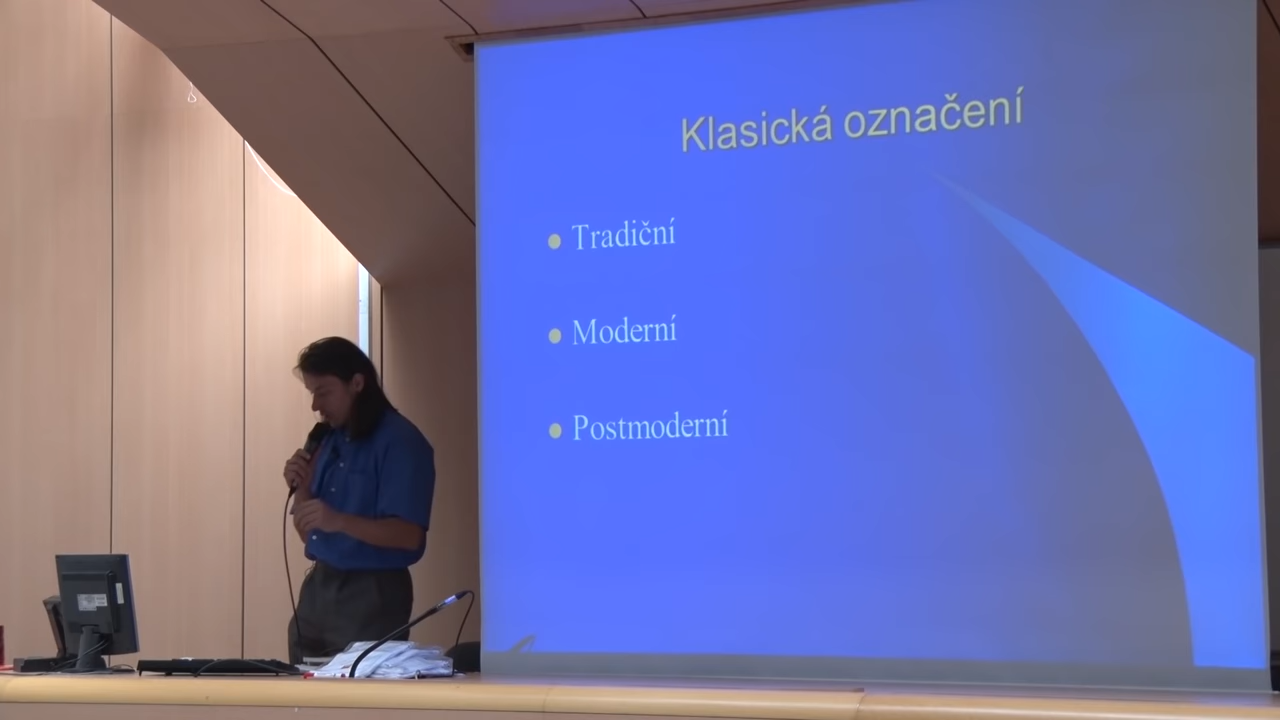 Klasická označení
Tradiční
Moderní
Postmoderní